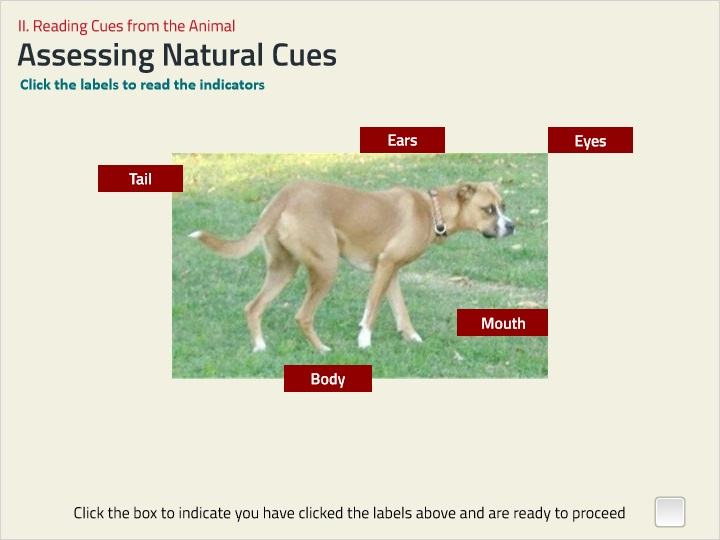 II. Reading Cues from the Animal
Assessing Natural Cues
Click the labels to read the indicators
Ears
Eyes
Tail
Mouth
Body
Click the box to indicate you have clicked the labels above and are ready to proceed